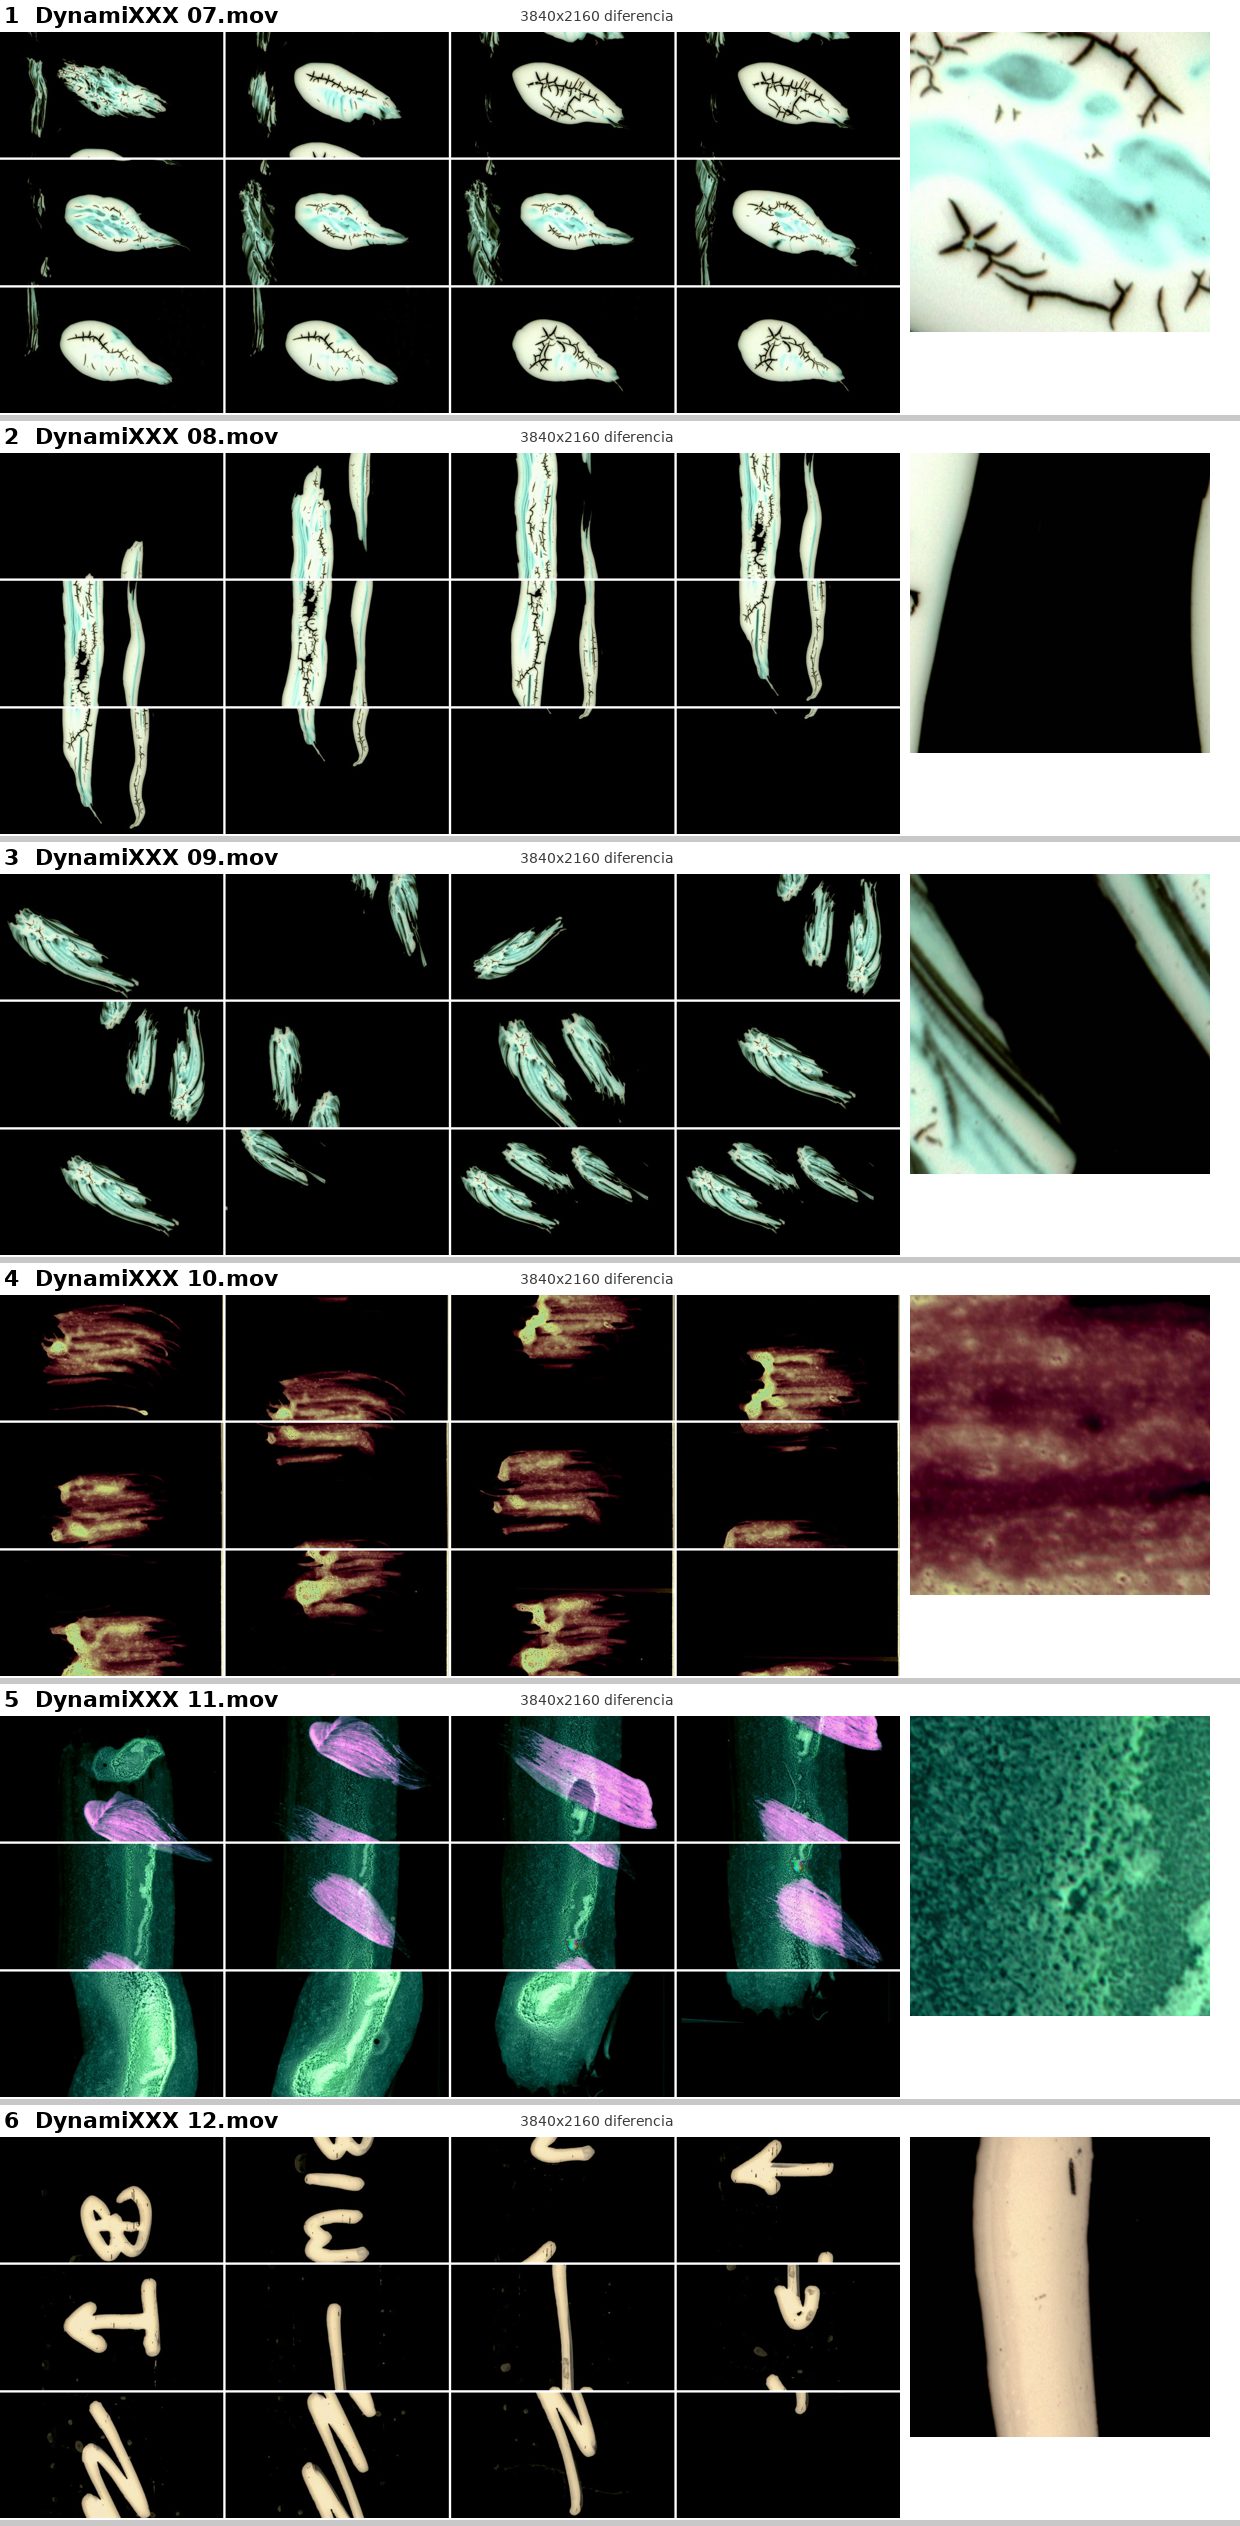 1 DynamiXXX 07.mov 3840x2160 diferencia
2 DynamiXXX 08.mov 3840x2160 diferencia
3 DynamiXXX 09.mov 3840x2160 diferencia
4 DynamiXXX 10.mov 3840x2160 diferencia
5 DynamiXXX 11.mov 3840x2160 diferencia
6 DynamiXXX 12.mov 3840x2160 diferencia